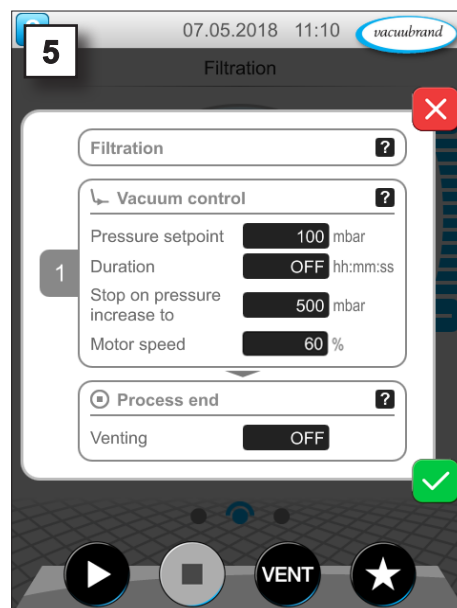 5
07.05.2018 11:10 vacuubrand
Filtration
Filtration ?
Vacuum control ?
1
Pressure setpoint 100 mbar
Duration OFF hh:mm:ss
Stop on pressure
increase to 500 mbar
Motor speed 60 %
Process end ?
Venting OFF
VENT